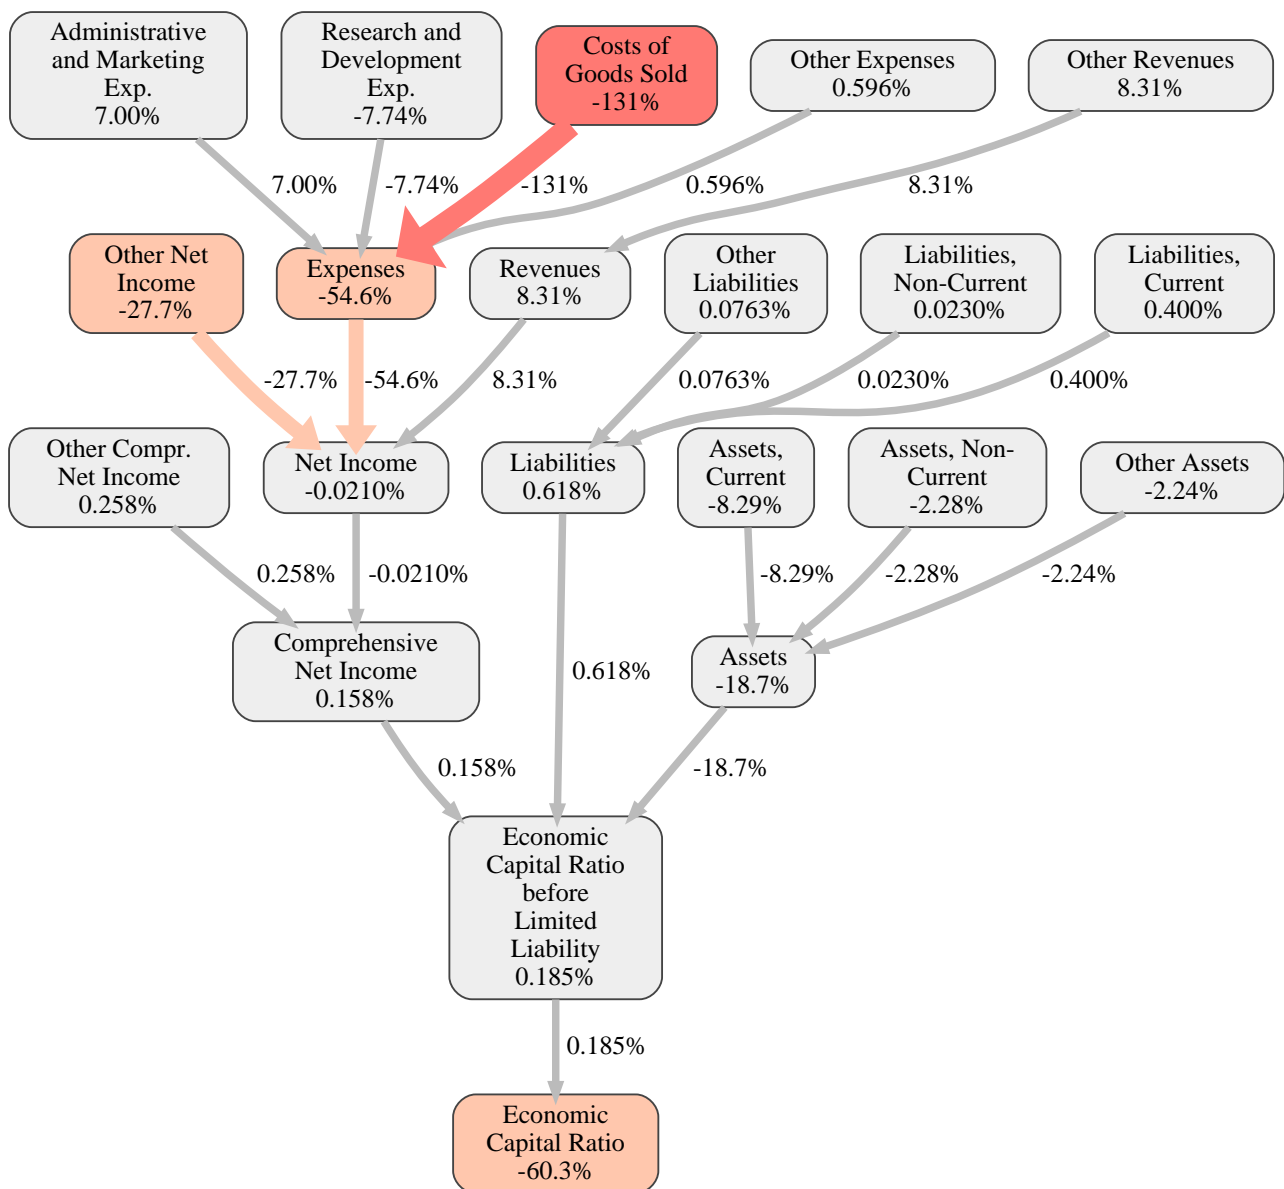 Administrative
and Marketing
Exp.
7.00%
Research and
Development
Exp.
-7.74%
Costs of
Goods Sold
-131%
Other Expenses
0.596%
Other Revenues
8.31%
7.00%
-7.74%
-131%
0.596%
8.31%
Other Net
Income
-27.7%
Expenses
-54.6%
Revenues
8.31%
Other
Liabilities
0.0763%
Liabilities,
Non-Current
0.0230%
Liabilities,
Current
0.400%
-27.7%
-54.6%
8.31%
0.0763%
0.0230%
0.400%
Other Compr.
Net Income
0.258%
Net Income
-0.0210%
Liabilities
0.618%
Assets,
Current
-8.29%
Assets, Non-
Current
-2.28%
Other Assets
-2.24%
0.258%
-0.0210%
-8.29%
-2.28%
-2.24%
Comprehensive
Net Income
0.158%
0.618%
Assets
-18.7%
0.158%
-18.7%
Economic
Capital Ratio
before
Limited
Liability
0.185%
0.185%
Economic
Capital Ratio
-60.3%